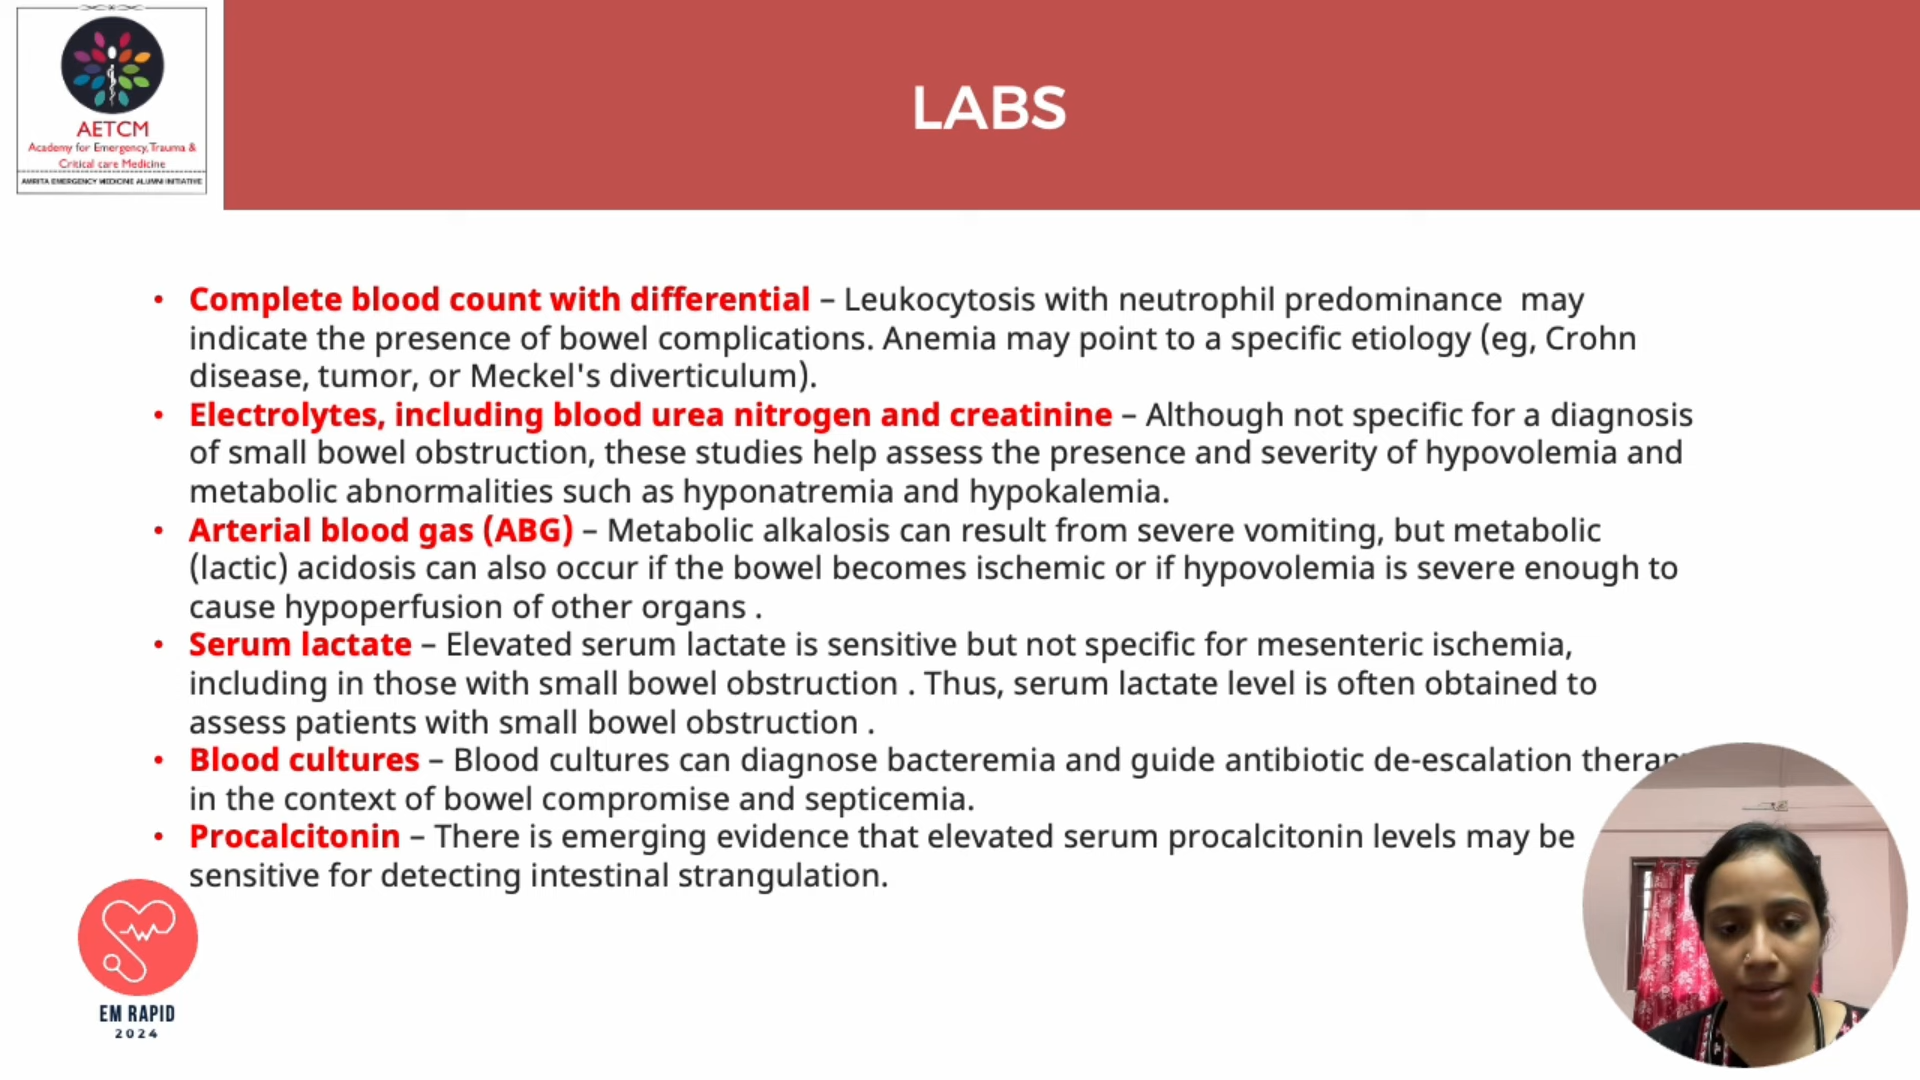 AETCM
Academy for Emergency, Trauma &
Critical care Medicine
AMRITA EMERGENCY MEDICINE ALUMNI INITIATIVE
LABS
• Complete blood count with differential – Leukocytosis with neutrophil predominance may
indicate the presence of bowel complications. Anemia may point to a specific etiology (eg, Crohn
disease, tumor, or Meckel's diverticulum).
• Electrolytes, including blood urea nitrogen and creatinine – Although not specific for a diagnosis
of small bowel obstruction, these studies help assess the presence and severity of hypovolemia and
metabolic abnormalities such as hyponatremia and hypokalemia.
• Arterial blood gas (ABG) – Metabolic alkalosis can result from severe vomiting, but metabolic
(lactic) acidosis can also occur if the bowel becomes ischemic or if hypovolemia is severe enough to
cause hypoperfusion of other organs .
• Serum lactate – Elevated serum lactate is sensitive but not specific for mesenteric ischemia,
including in those with small bowel obstruction . Thus, serum lactate level is often obtained to
assess patients with small bowel obstruction .
• Blood cultures – Blood cultures can diagnose bacteremia and guide antibiotic de-escalation
in the context of bowel compromise and septicemia.
• Procalcitonin – There is emerging evidence that elevated serum procalcitonin levels may be
sensitive for detecting intestinal strangulation.
EM RAPID
2024